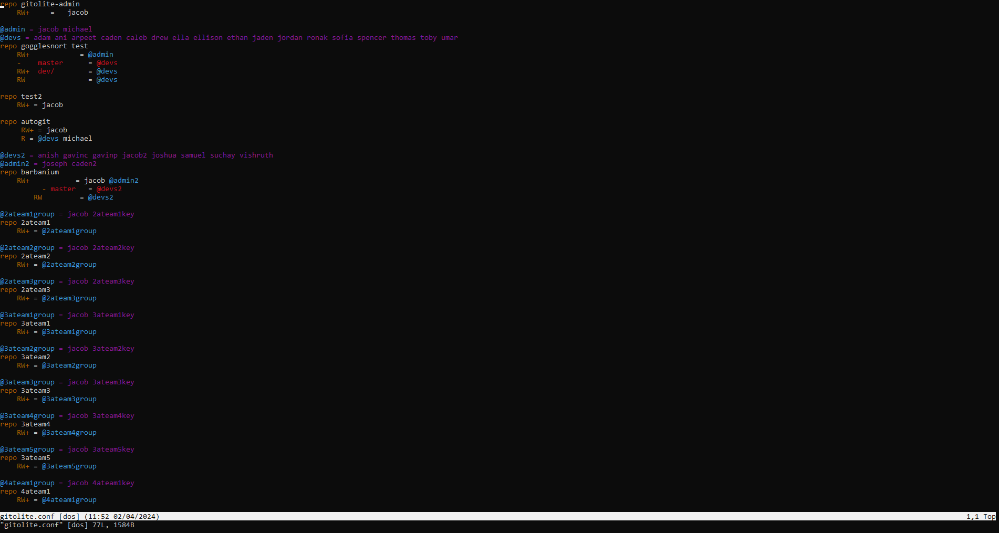 repo gitolite-admin
    RW+     =   jacob

@admin = jacob michael
@devs = adam ani arpeet caden caleb drew ella ellison ethan jaden jordan ronak sofia spencer thomas toby umar
repo gogglesnort test
    RW+            = @admin
    -    master      = @devs
    RW+  dev/        = @devs
    RW               = @devs

repo test2
    RW+ = jacob

repo autogit
     RW+ = jacob
     R = @devs michael

@devs2 = anish gavinc gavinp jacob2 joshua samuel suchay vishruth
@admin2 = joseph caden2
repo barbanium
    RW+           = jacob @admin2
          - master   = @devs2
        RW         = @devs2

@2ateam1group = jacob 2ateam1key
repo 2ateam1
    RW+ = @2ateam1group

@2ateam2group = jacob 2ateam2key
repo 2ateam2
    RW+ = @2ateam2group

@2ateam3group = jacob 2ateam3key
repo 2ateam3
    RW+ = @2ateam3group

@3ateam1group = jacob 3ateam1key
repo 3ateam1
    RW+ = @3ateam1group

@3ateam2group = jacob 3ateam2key
repo 3ateam2
    RW+ = @3ateam2group

@3ateam3group = jacob 3ateam3key
repo 3ateam3
    RW+ = @3ateam3group

@3ateam4group = jacob 3ateam4key
repo 3ateam4
    RW+ = @3ateam4group

@3ateam5group = jacob 3ateam5key
repo 3ateam5
    RW+ = @3ateam5group

@4ateam1group = jacob 4ateam1key
repo 4ateam1
    RW+ = @4ateam1group

gitolite.conf [dos] (11:52 02/04/2024) 1,1 Top
"gitolite.conf" [dos] 77L, 1584B